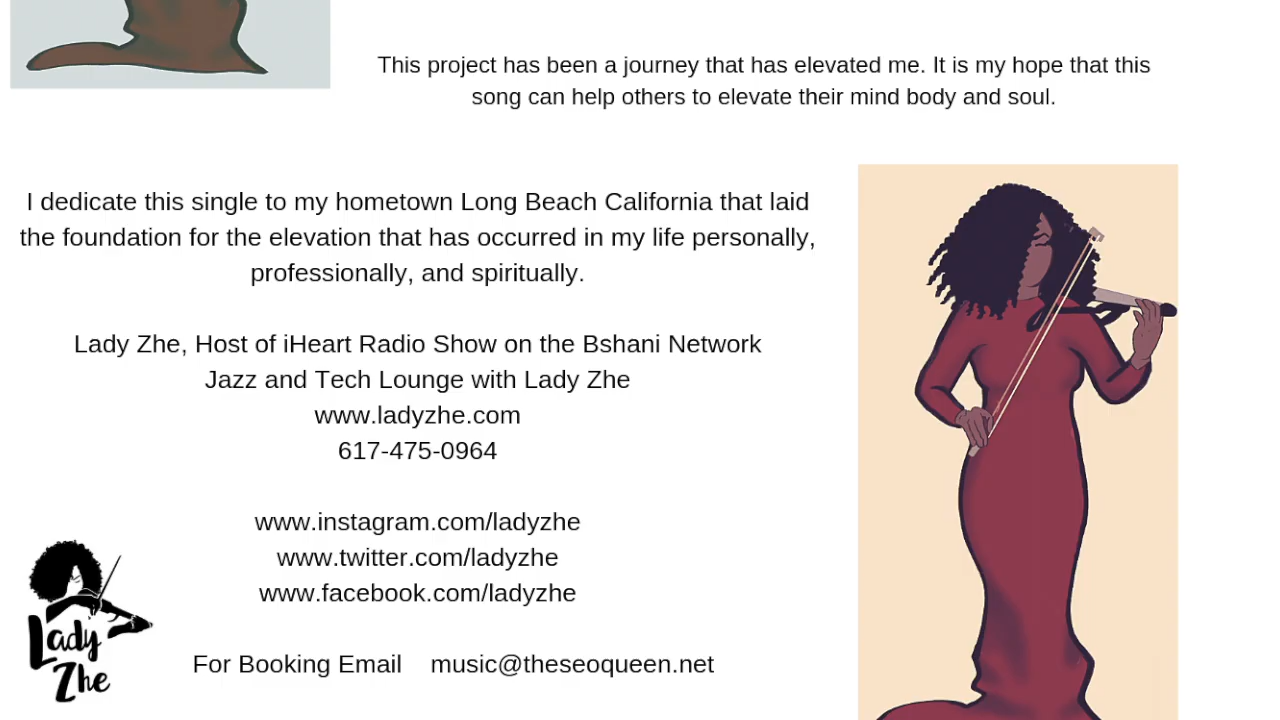 This project has been a journey that has elevated me. It is my hope that this
song can help others to elevate their mind body and soul.
I dedicate this single to my hometown Long Beach California that laid
the foundation for the elevation that has occurred in my life personally,
professionally, and spiritually.
Lady Zhe, Host of iHeart Radio Show on the Bshani Network
Jazz and Tech Lounge with Lady Zhe
www.ladyzhe.com
617-475-0964
www.instagram.com/ladyzhe
www.twitter.com/ladyzhe
www.facebook.com/ladyzhe
Lady
Zhe
For Booking Email music@theseoqueen.net